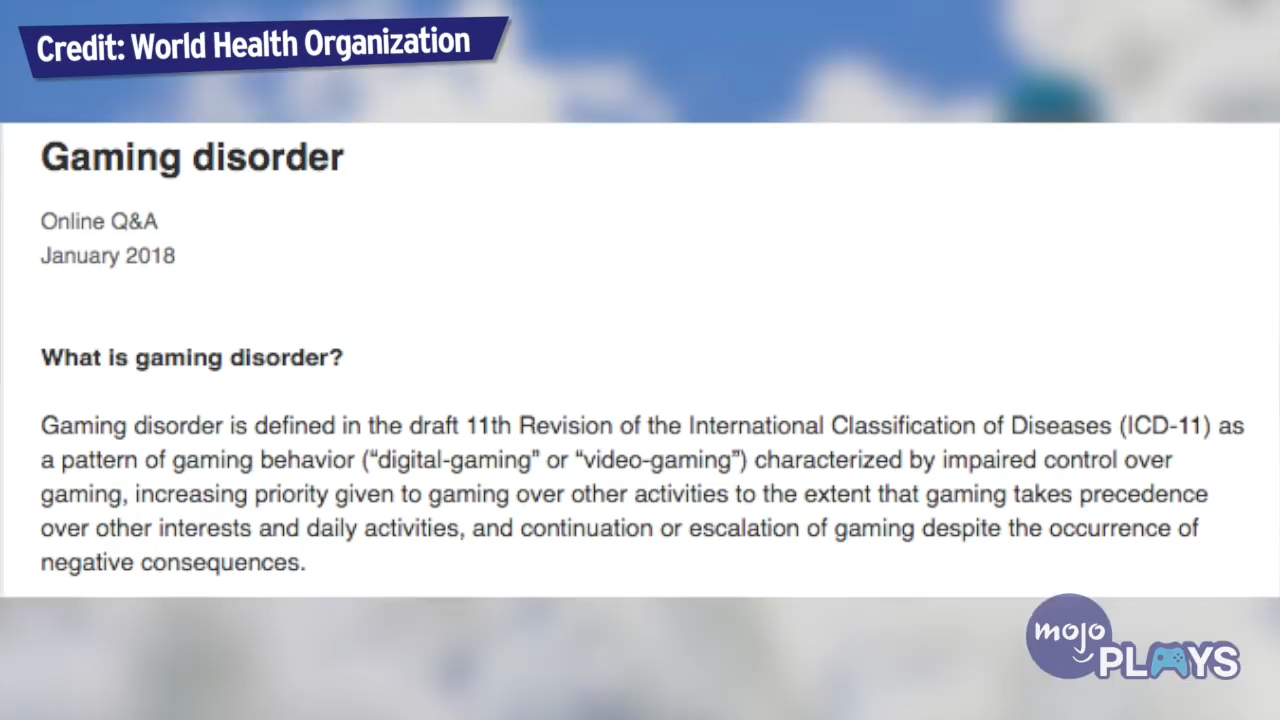 Credit: World Health Organization
Gaming disorder
Online Q&A
January 2018
What is gaming disorder?
Gaming disorder is defined in the draft 11th Revision of the International Classification of Diseases (ICD-11) as
a pattern of gaming behavior (“digital-gaming” or “video-gaming”) characterized by impaired control over
gaming, increasing priority given to gaming over other activities to the extent that gaming takes precedence
over other interests and daily activities, and continuation or escalation of gaming despite the occurrence of
negative consequences.
mojo
PLAYS